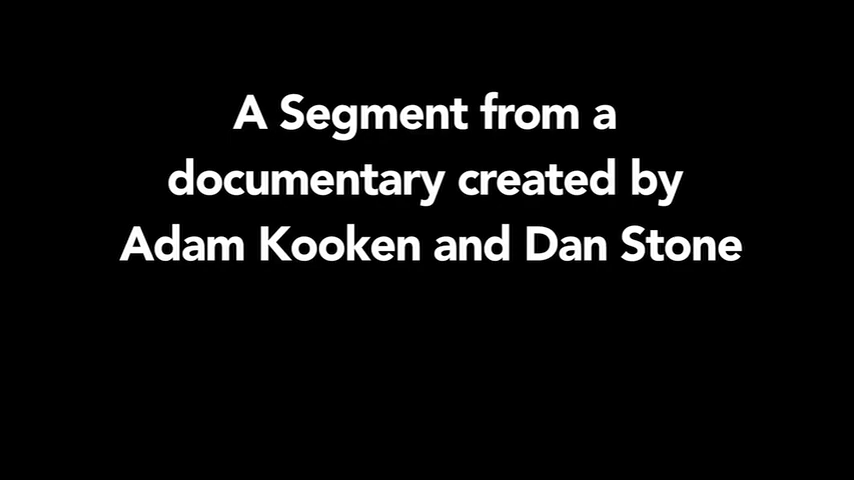 A Segment from a
documentary created by
Adam Kooken and Dan Stone